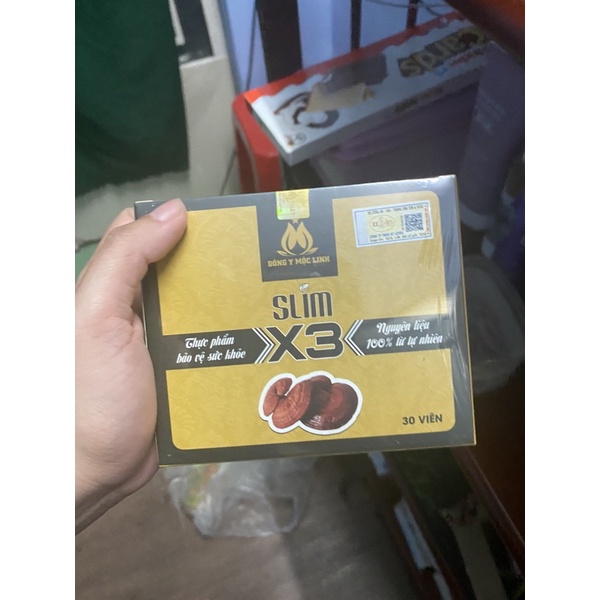 ĐÔNG Y MỘC LINH
SLIM
X3
Thực phẩm
bảo vệ sức khỏe
Nguyên liệu
100% từ tự nhiên
30 VIÊN